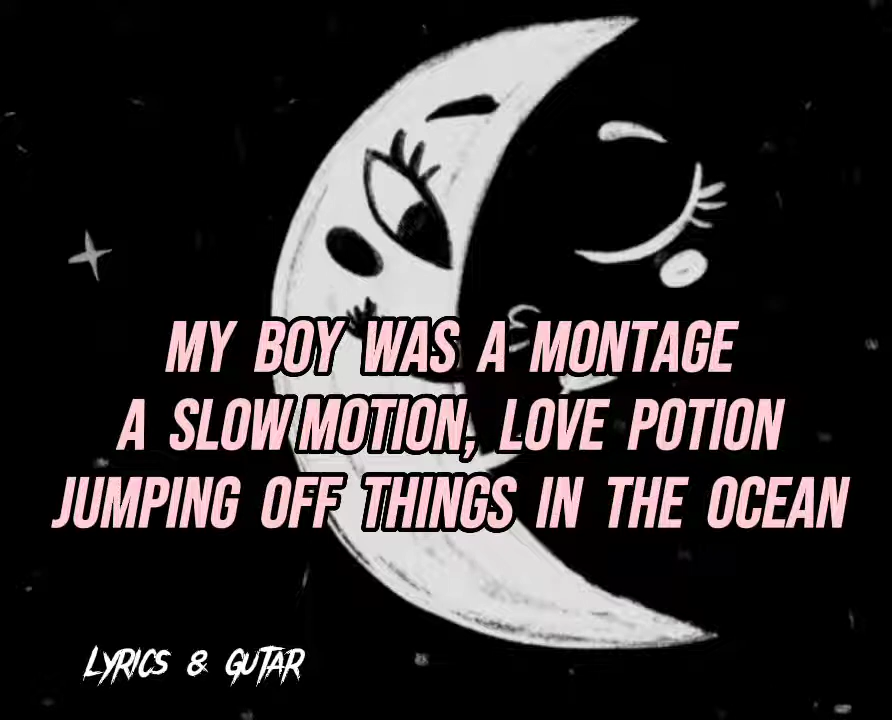 MY BOY WAS A MONTAGE
A SLOW MOTION, LOVE POTION
JUMPING OFF THINGS IN THE OCEAN
LYRICS & GUTAR